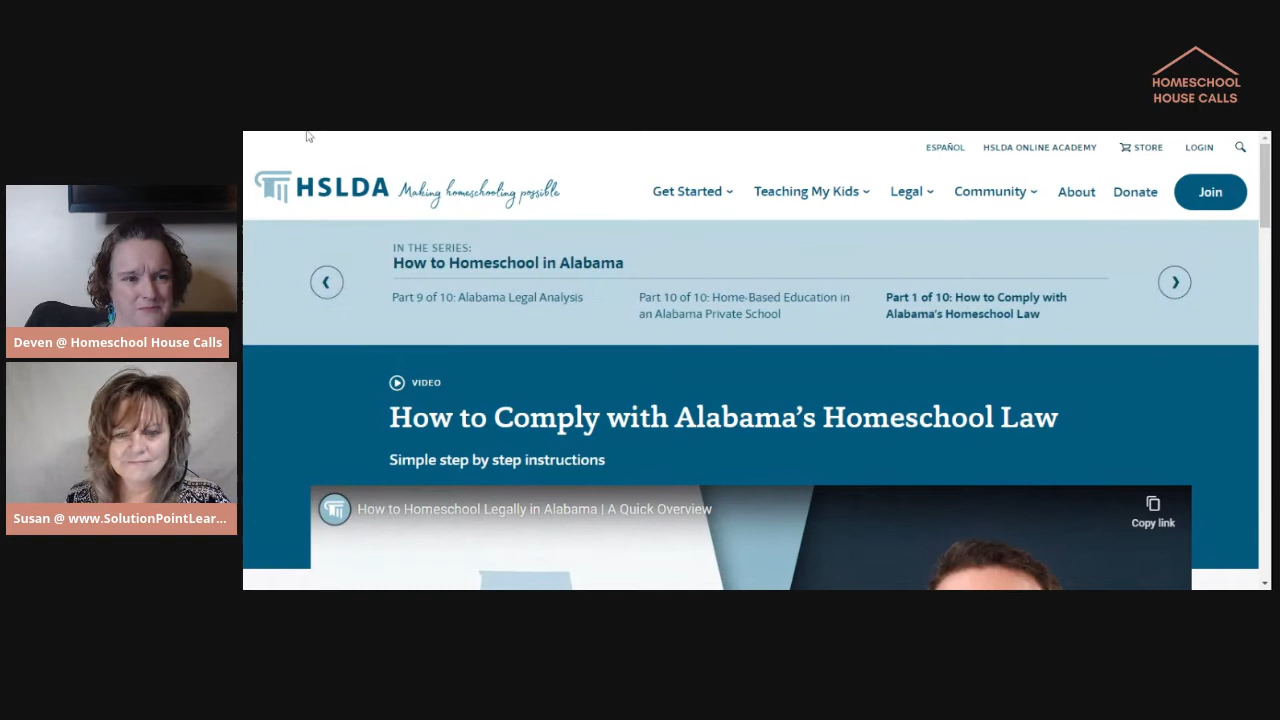 HOMESCHOOL
HOUSE CALLS
ESPAÑOL HSLDA ONLINE ACADEMY STORE LOGIN
HSLDA Making homeschooling possible
Get Started Teaching My Kids Legal Community About Donate Join
IN THE SERIES:
How to Homeschool in Alabama
Part 9 of 10: Alabama Legal Analysis
Part 10 of 10: Home-Based Education in
an Alabama Private School
Part 1 of 10: How to Comply with
Alabama's Homeschool Law
VIDEO
How to Comply with Alabama's Homeschool Law
Simple step by step instructions
How to Homeschool Legally in Alabama | A Quick Overview
Copy link
Deven @ Homeschool House Calls
Susan @ www.SolutionPointLear...